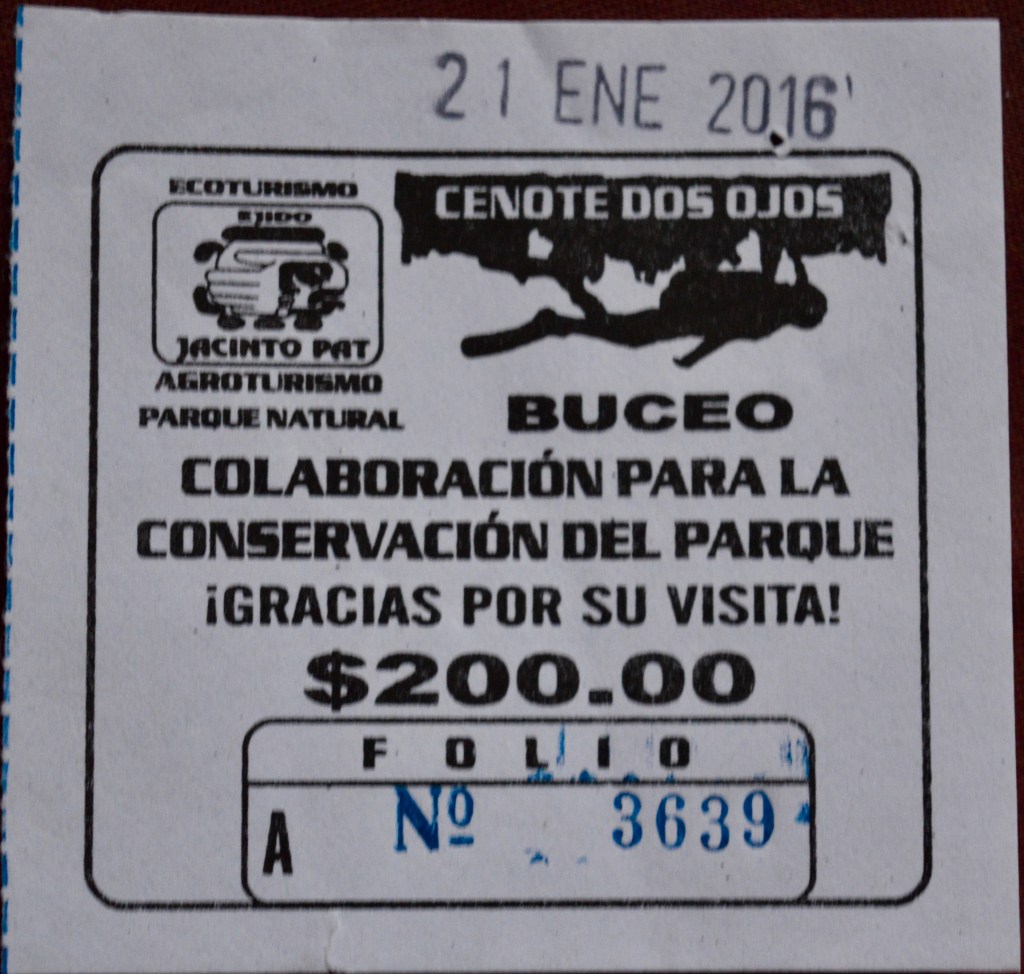 21 ENE 2016
ECOTURISMO
EJIDO
JACINTO PAT
AGROTURISMO
PARQUE NATURAL
CENOTE DOS OJOS
BUCEO
COLABORACIÓN PARA LA
CONSERVACIÓN DEL PARQUE
¡GRACIAS POR SU VISITA!
$200.00
FOLIO
A Nº 3639